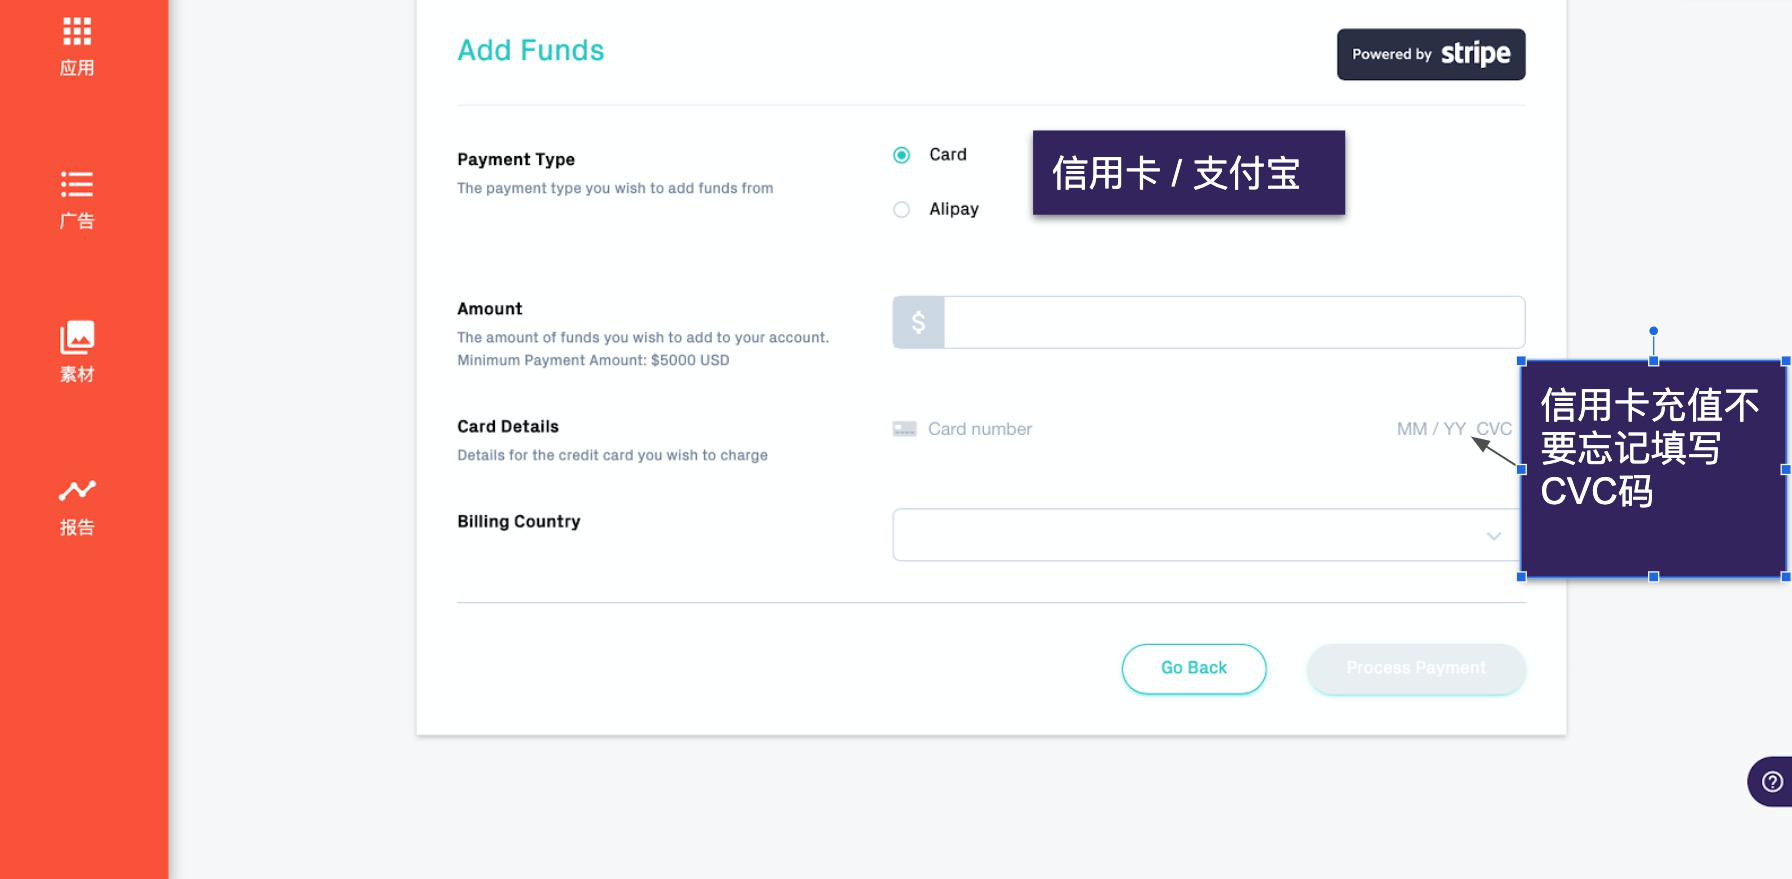 应用
广告
素材
报告
Add Funds
Powered by stripe
Payment Type
The payment type you wish to add funds from
Card
Alipay
信用卡 / 支付宝
Amount
The amount of funds you wish to add to your account.
Minimum Payment Amount: $5000 USD
$
Card Details
Details for the credit card you wish to charge
Card number
MM / YY CVC
信用卡充值不
要忘记填写
CVC码
Billing Country
Go Back
Process Payment